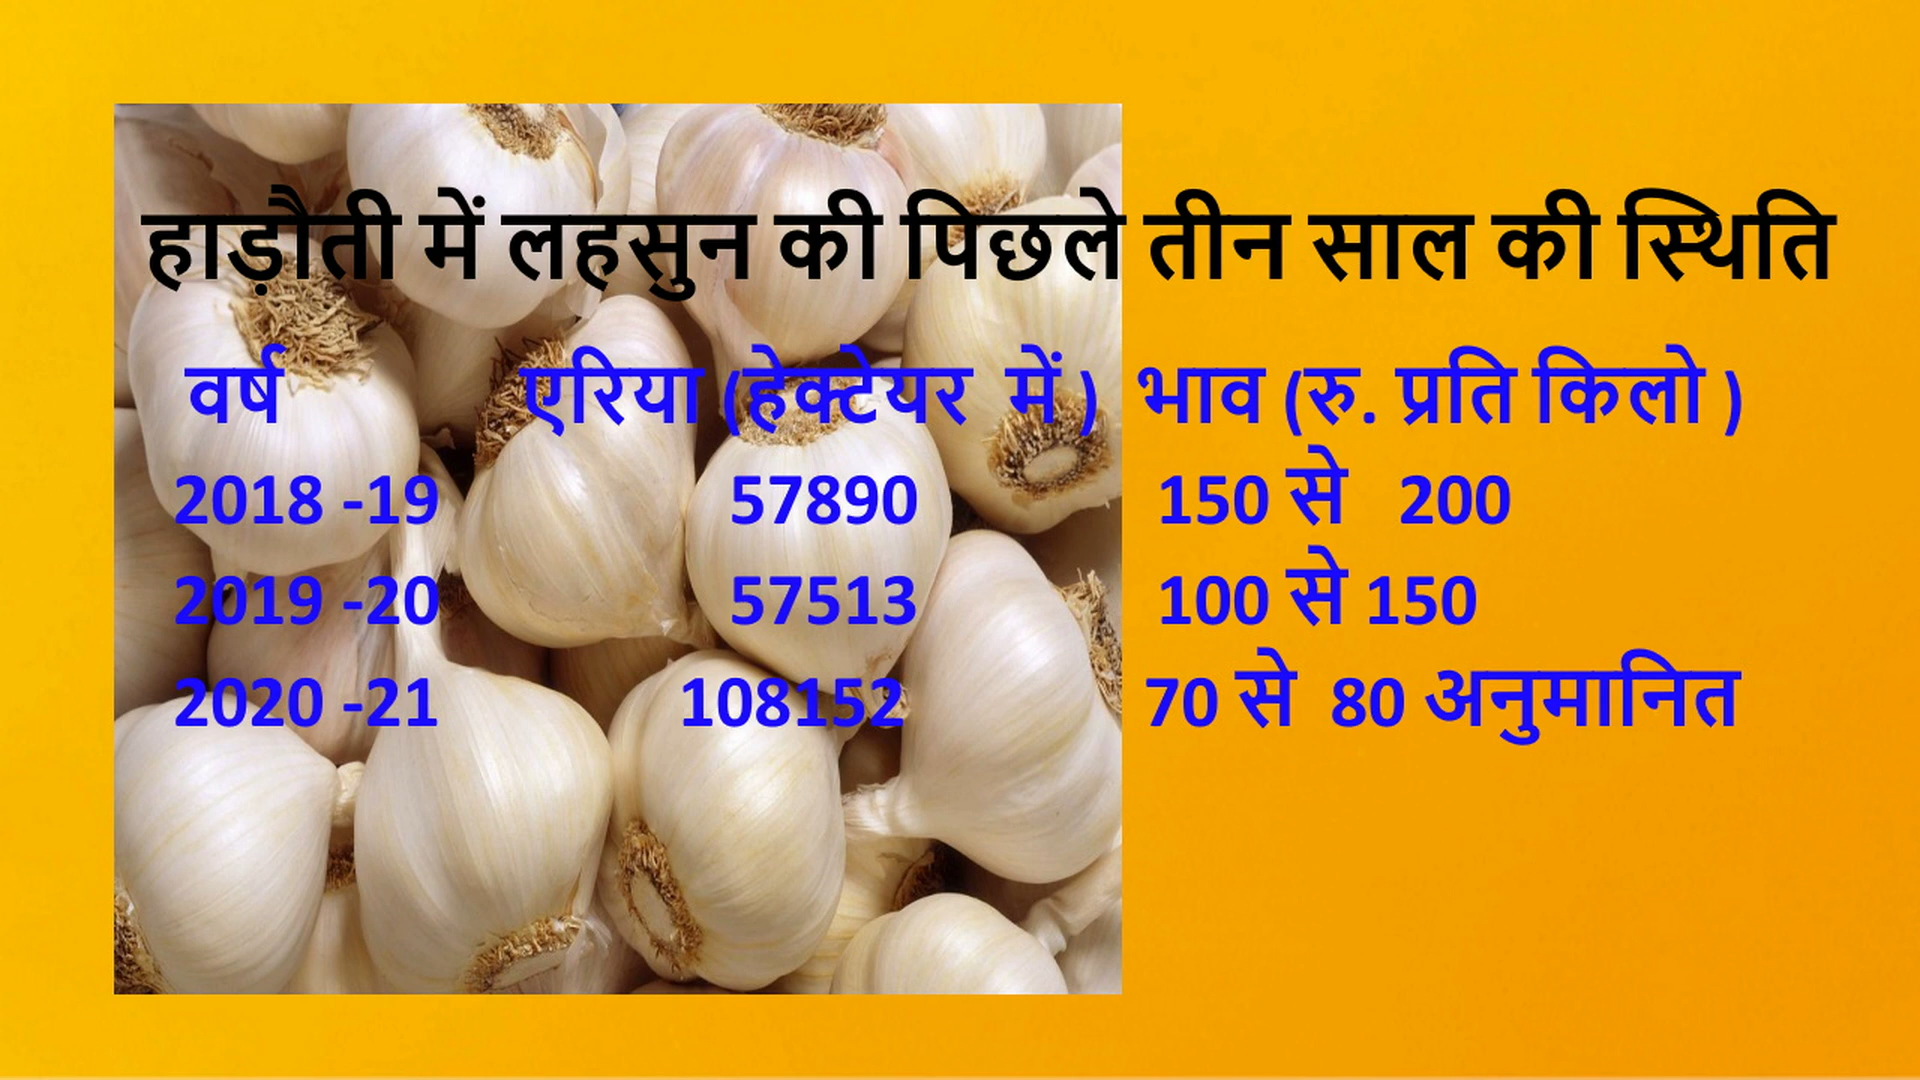 हाड़ौती में लहसुन की पिछले तीन साल की स्थिति
वर्ष एरिया (हेक्टेयर में) भाव (रु. प्रति किलो )
2018 -19 57890 150 से 200
2019 -20 57513 100 से 150
2020 -21 108152 70 से 80 अनुमानित